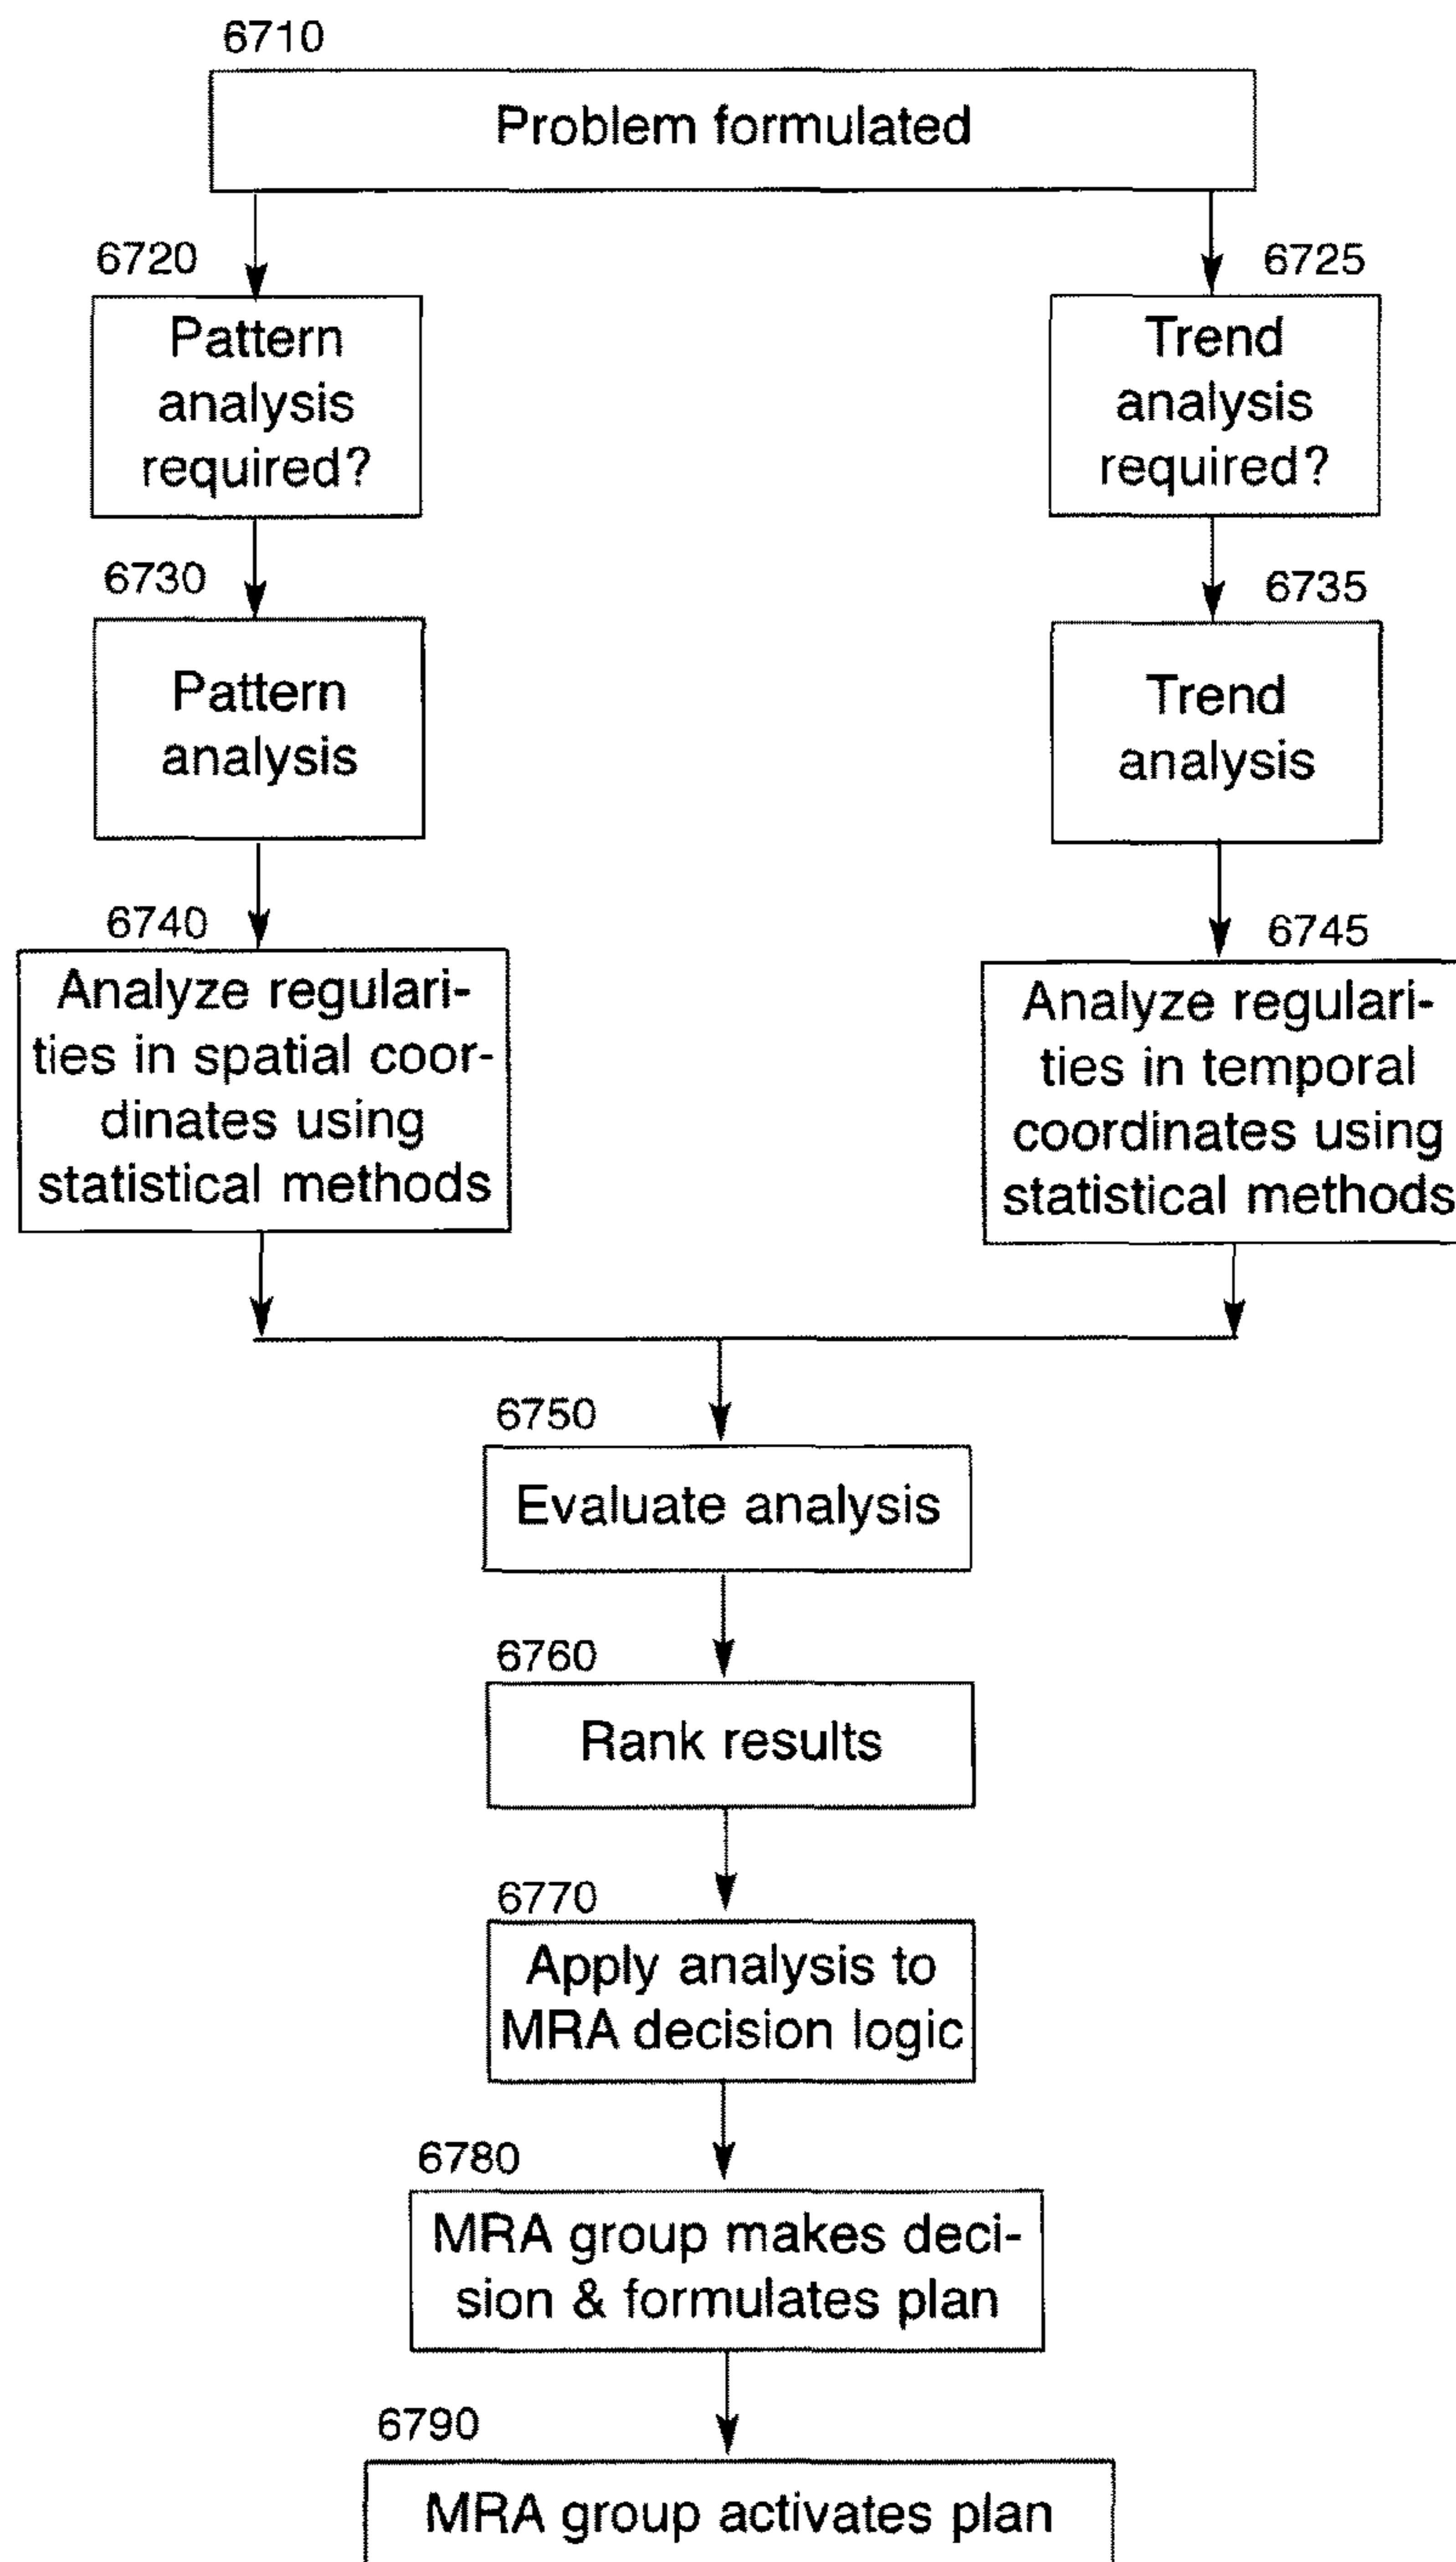 6710
Problem formulated
6720
Pattern
analysis
required?
6725
Trend
analysis
required?
6730
Pattern
analysis
6735
Trend
analysis
6740
Analyze regulari-
ties in spatial coor-
dinates using
statistical methods
6745
Analyze regulari-
ties in temporal
coordinates using
statistical methods
6750
Evaluate analysis
6760
Rank results
6770
Apply analysis to
MRA decision logic
6780
MRA group makes deci-
sion & formulates plan
6790
MRA group activates plan